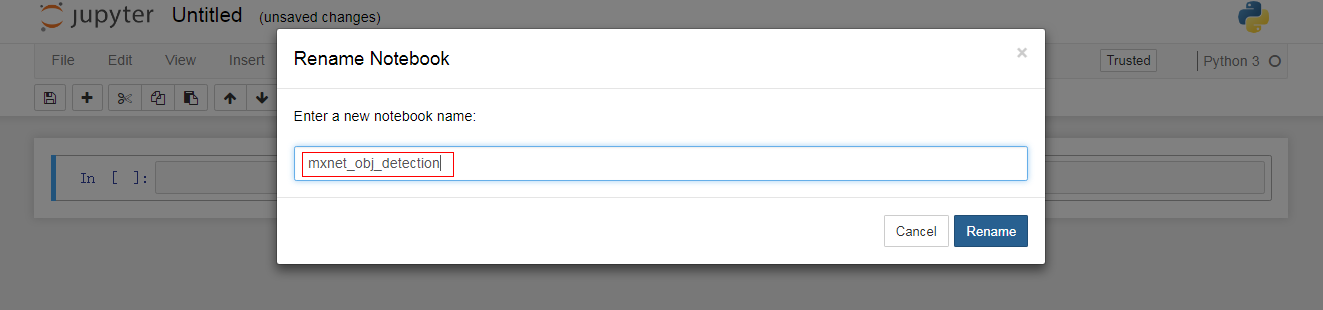 jupyter Untitled (unsaved changes)
Rename Notebook ×
File Edit View Insert Trusted Python 3
Enter a new notebook name:
mxnet_obj_detection
In [ ]:
Cancel Rename